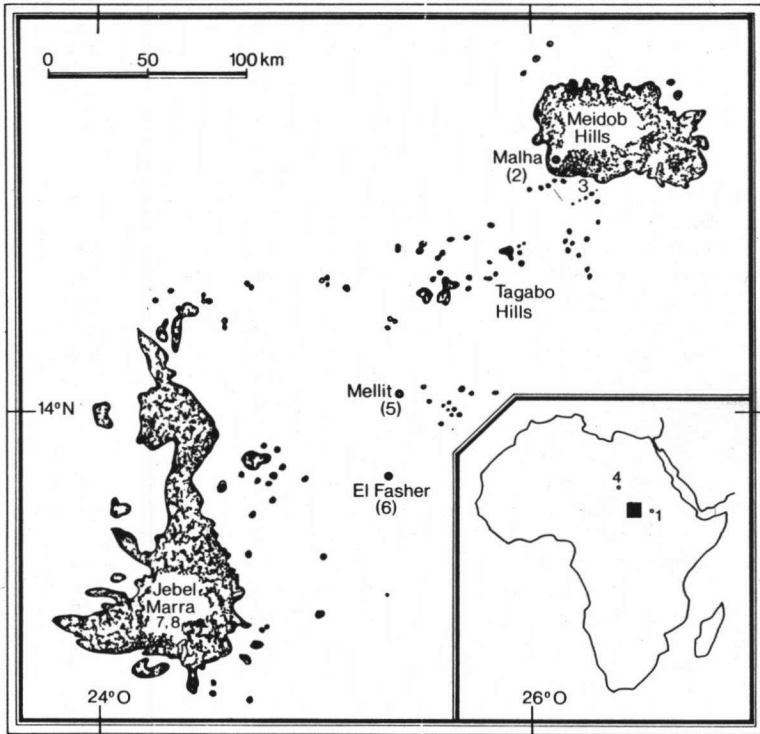 0 50 100 km
Meidob
Hills
Malha
(2)
3
Tagabo
Hills
Mellit
(5)
14°N
El Fasher
(6)
4
1
Jebel
Marra
7, 8
24°O
26°O